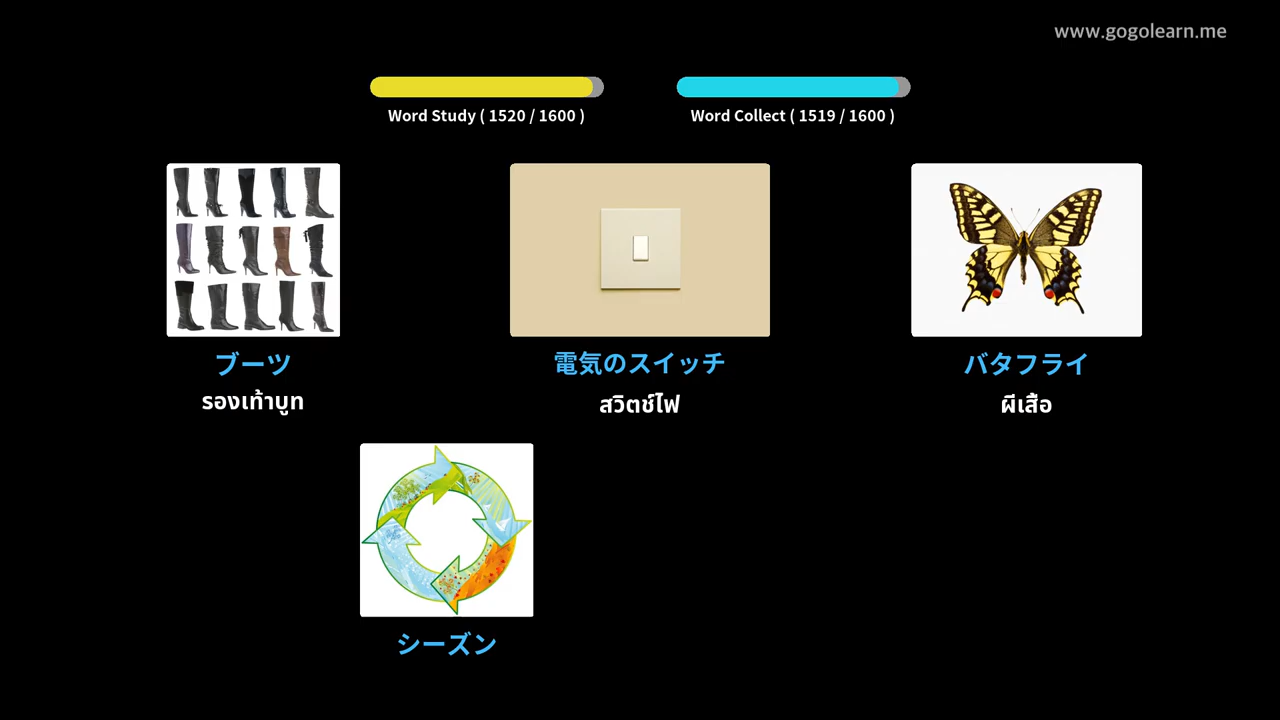 www.gogolearn.me
Word Study ( 1520 / 1600 )
Word Collect ( 1519 / 1600 )
ブーツ
รองเท้าบูท
電気のスイッチ
สวิตช์ไฟ
バタフライ
ผีเสื้อ
シーズン